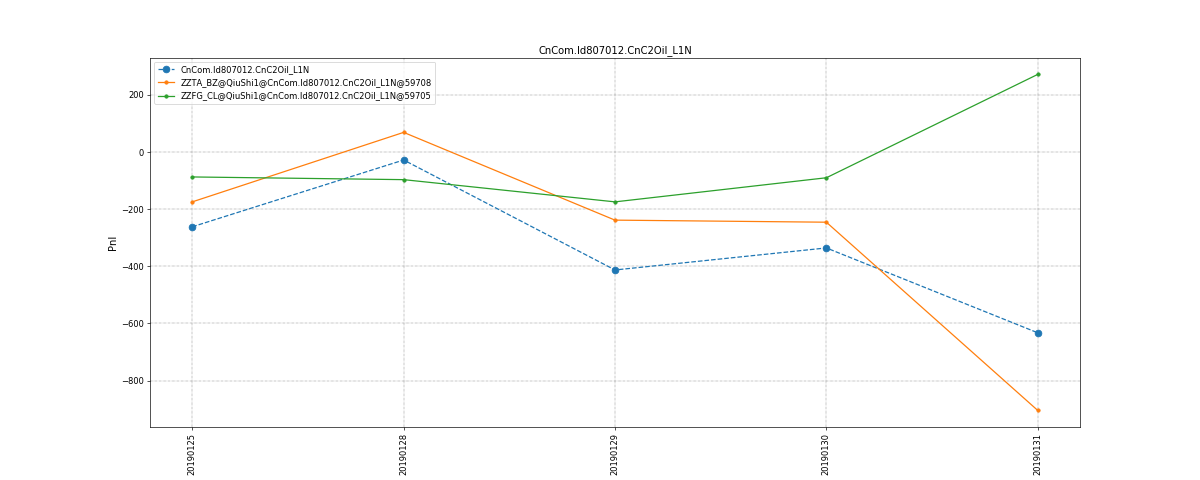 CnCom.Id807012.CnC2Oil_L1N
CnCom.Id807012.CnC2Oil_L1N
ZZTA_BZ@QiuShi1@CnCom.Id807012.CnC2Oil_L1N@59708
ZZFG_CL@QiuShi1@CnCom.Id807012.CnC2Oil_L1N@59705
200
0
−200
−400
−600
−800
Pnl
20190125
20190128
20190129
20190130
20190131